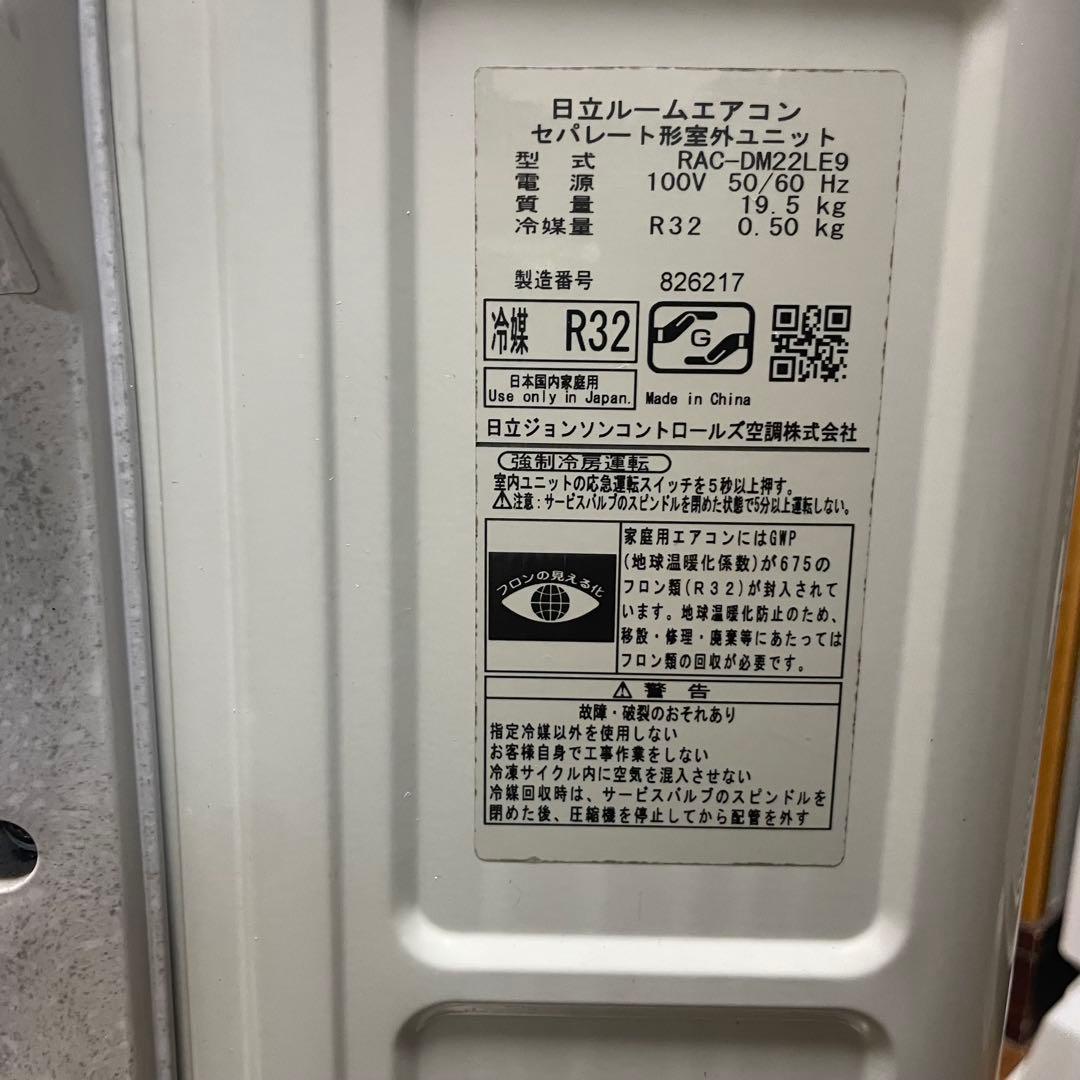 日立ルームエアコン
セパレート形室外ユニット
型 式 RAC-DM22LE9
電 源 100V 50/60 Hz
質 量 19.5 kg
冷媒量 R32 0.50 kg
製造番号 826217
冷媒 R32
G
日本国内家庭用
Use only in Japan.
Made in China
日立ジョンソンコントロールズ空調株式会社
強制冷房運転
室内ユニットの応急運転スイッチを5秒以上押す。
⚠注意:サービスバルブのスピンドルを閉めた状態で5分以上運転しない。
フロンの見える化
家庭用エアコンにはGWP
(地球温暖化係数)が675の
フロン類(R32)が封入されて
います。地球温暖化防止のため、
移設・修理・廃棄等にあたっては
フロン類の回収が必要です。
⚠ 警 告
故障・破裂のおそれあり
指定冷媒以外を使用しない
お客様自身で工事作業をしない
冷凍サイクル内に空気を混入させない
冷媒回収時は、サービスバルブのスピンドルを
閉めた後、圧縮機を停止してから配管を外す